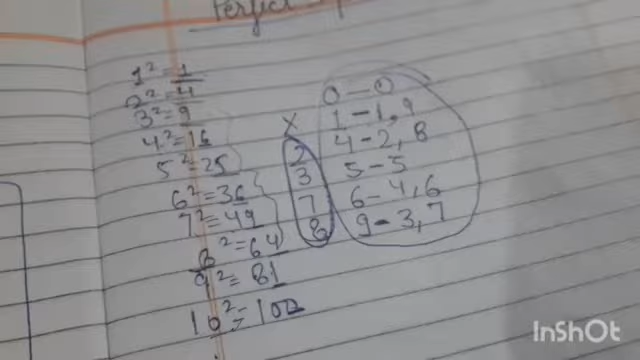 Perfect
1² = 1
2² = 4
3² = 9
4² = 16
5² = 25
6² = 36
7² = 49
8² = 64
9² = 81
10² = 100
X
2
3
7
8
0 - 0
1 - 1, 9
4 - 2, 8
5 - 5
6 - 4, 6
9 - 3, 7
InShOt